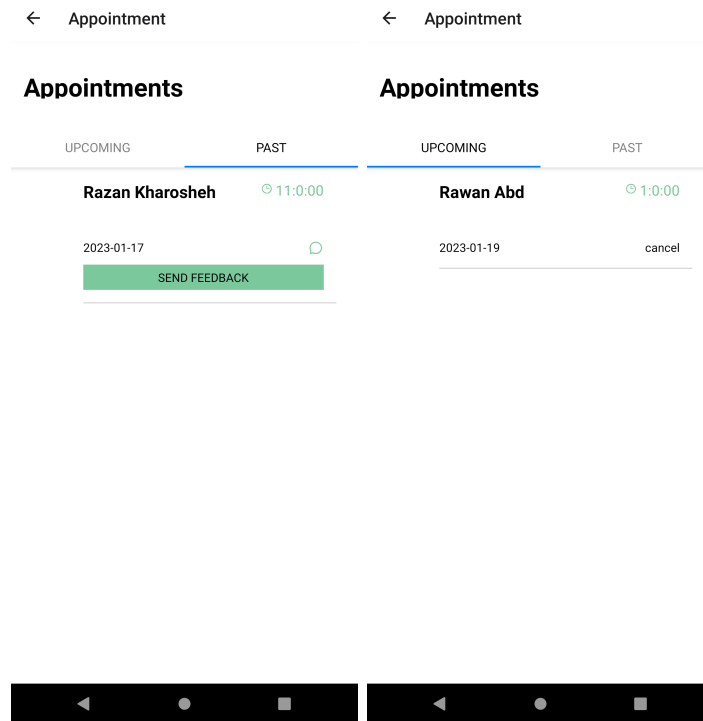 Appointment
Appointments
UPCOMING PAST
Razan Kharosheh 11:0:00
2023-01-17
SEND FEEDBACK
Appointment
Appointments
UPCOMING PAST
Rawan Abd 1:0:00
2023-01-19 cancel